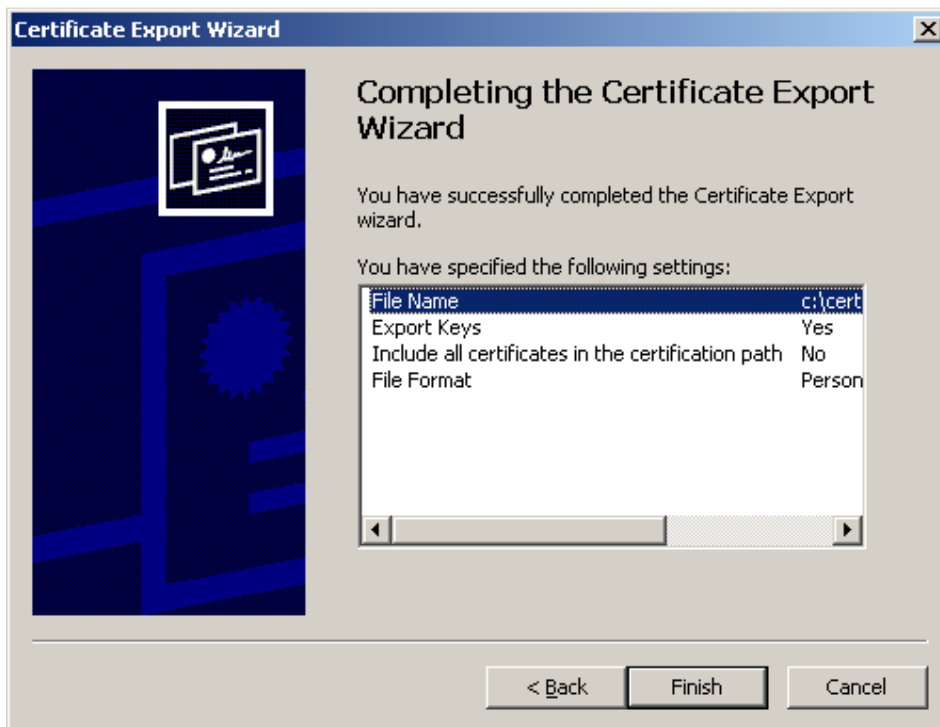 Certificate Export Wizard
Completing the Certificate Export
Wizard
You have successfully completed the Certificate Export
wizard.
You have specified the following settings:
File Name c:\cert
Export Keys Yes
Include all certificates in the certification path No
File Format Person
< Back Finish Cancel